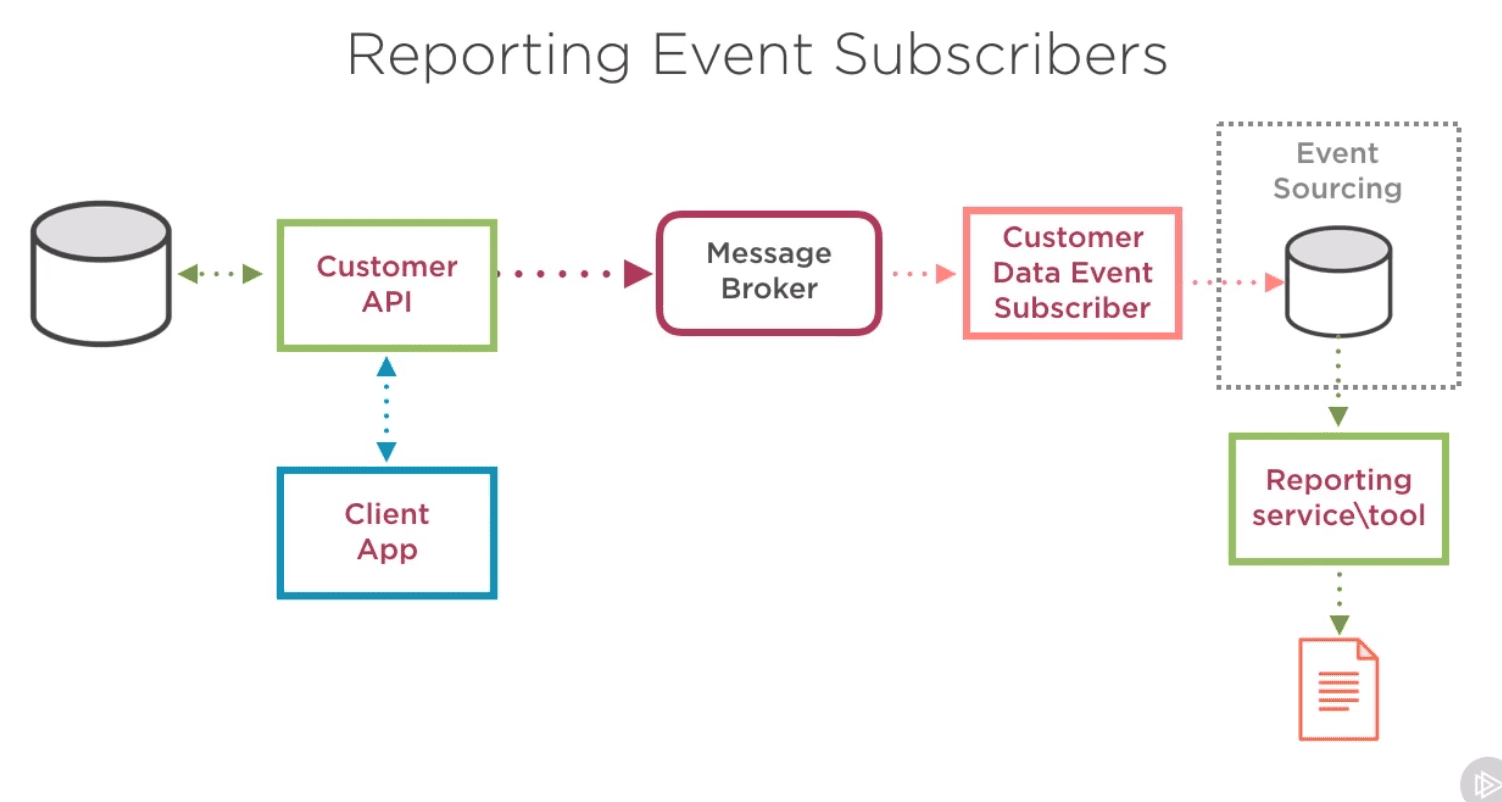 Reporting Event Subscribers
Event
Sourcing
Customer
API
Message
Broker
Customer
Data Event
Subscriber
Client
App
Reporting
service\tool